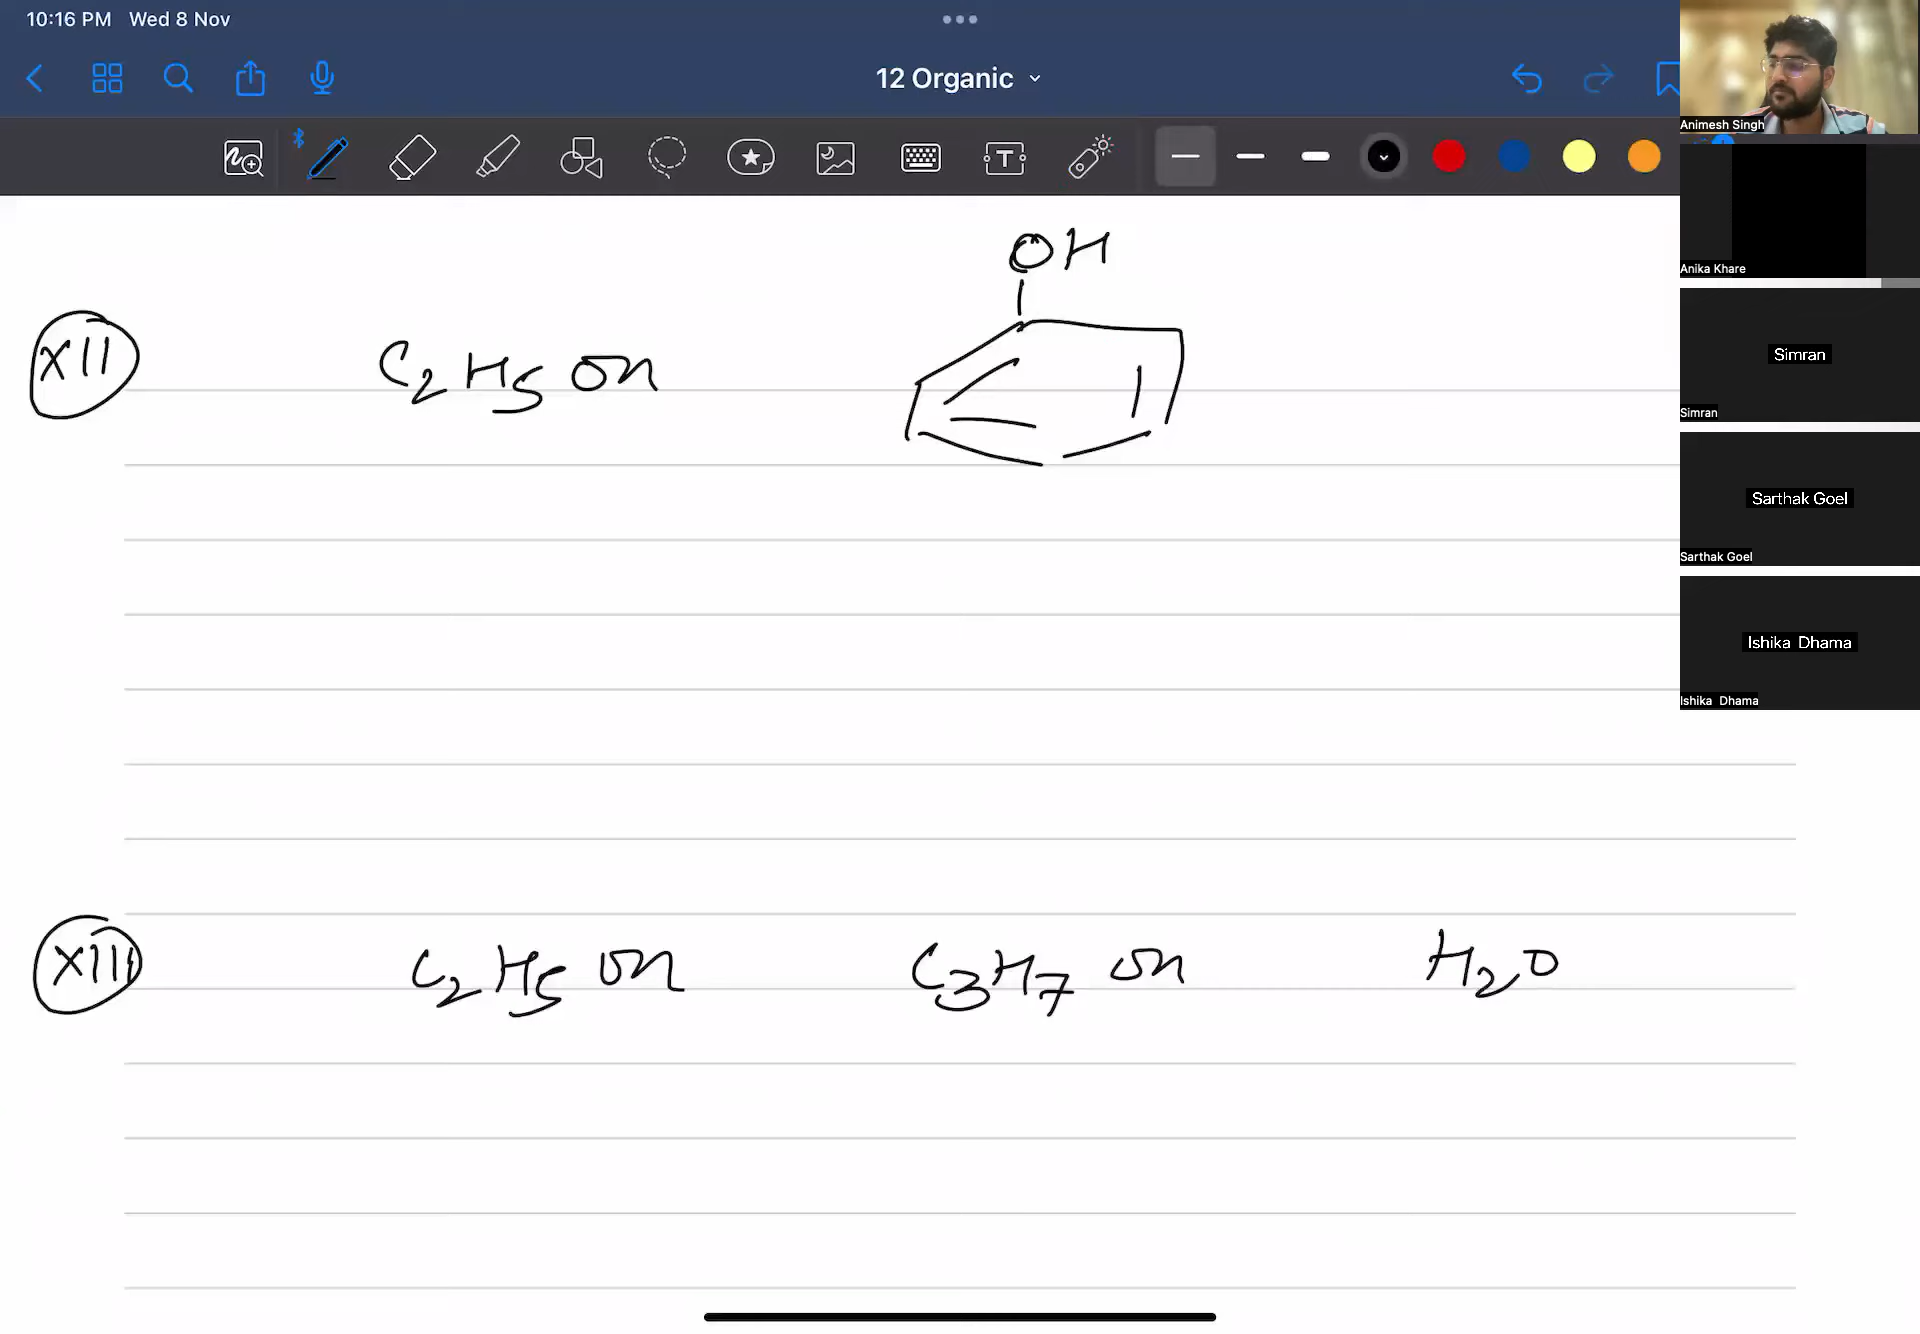 10:16 PM Wed 8 Nov
12 Organic
T
Animesh Singh
Anika Khare
Simran
Simran
Sarthak Goel
Sarthak Goel
Ishika Dhama
Ishika Dhama
OH
XII C2H5OH
XIII C2H5OH C3H7OH H2O